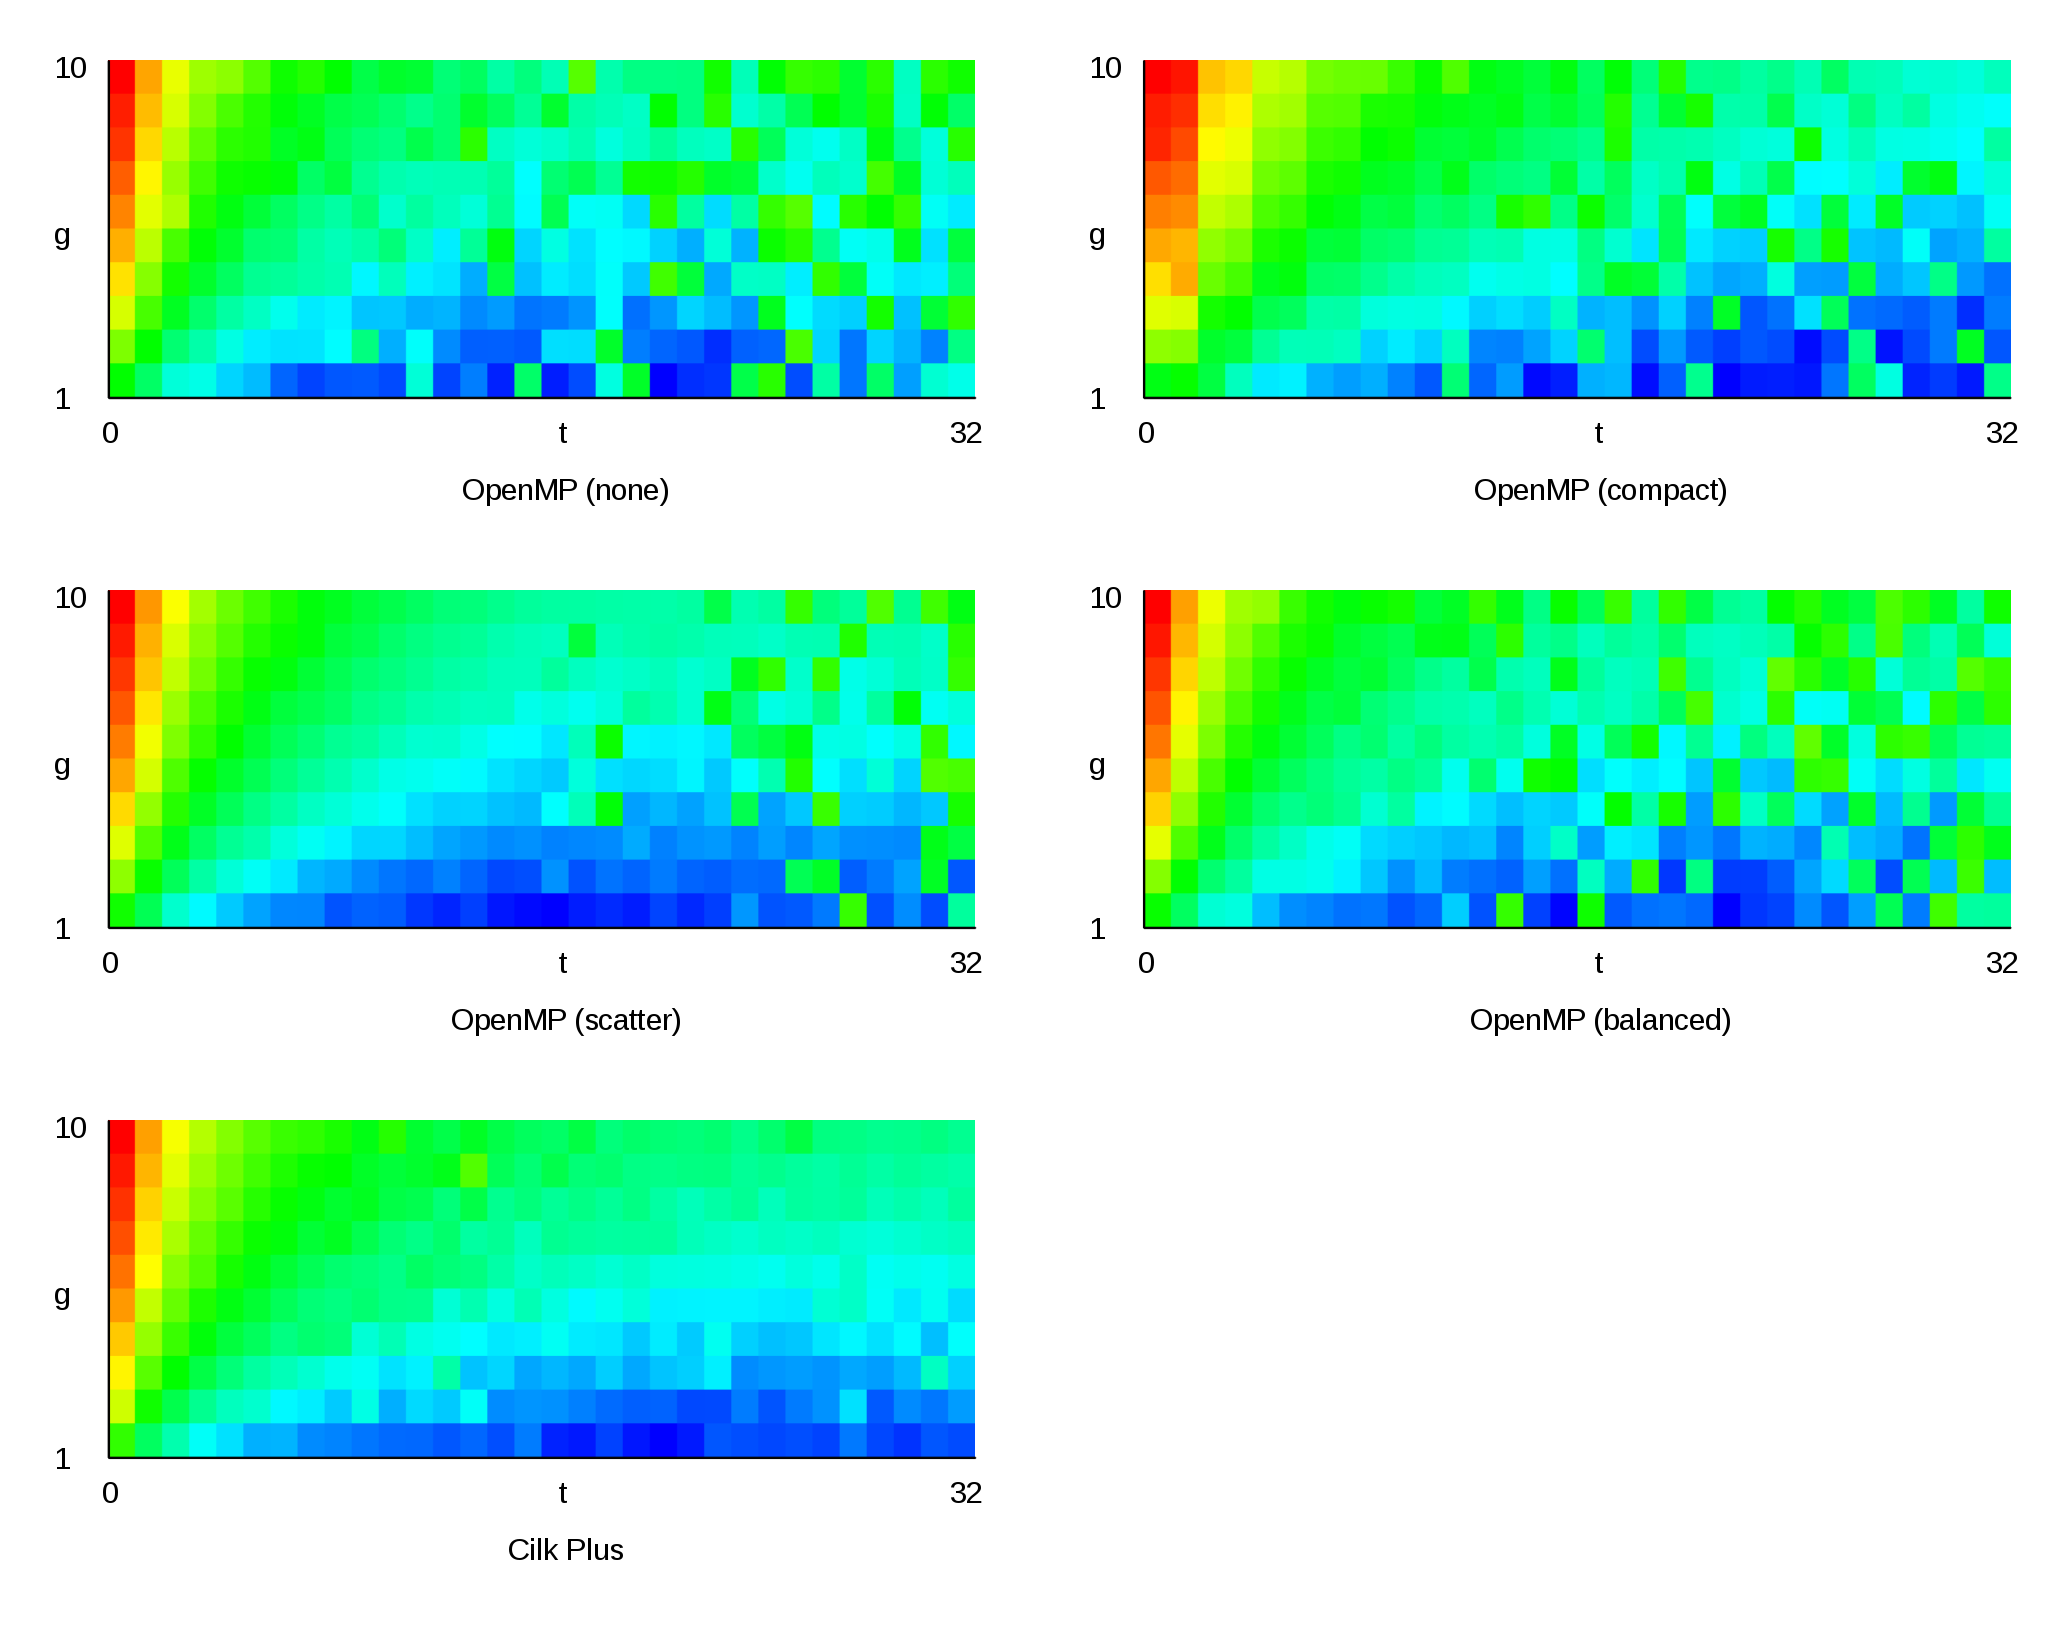 10
g
1
0 t 32
OpenMP (none)
10
g
1
0 t 32
OpenMP (compact)
10
g
1
0 t 32
OpenMP (scatter)
10
g
1
0 t 32
OpenMP (balanced)
10
g
1
0 t 32
Cilk Plus